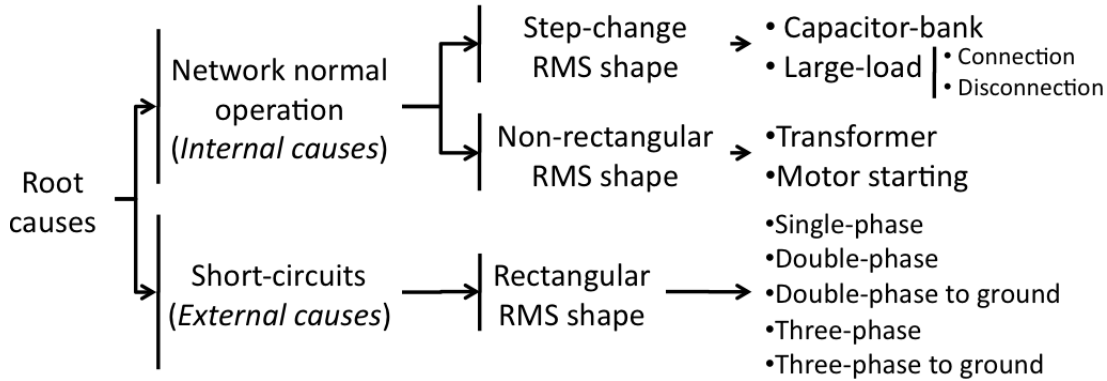 Root
causes
Network normal
operation
(Internal causes)
Step-change
RMS shape
• Capacitor-bank
• Large-load
• Connection
• Disconnection
Non-rectangular
RMS shape
•Transformer
•Motor starting
Short-circuits
(External causes)
Rectangular
RMS shape
•Single-phase
•Double-phase
•Double-phase to ground
•Three-phase
•Three-phase to ground